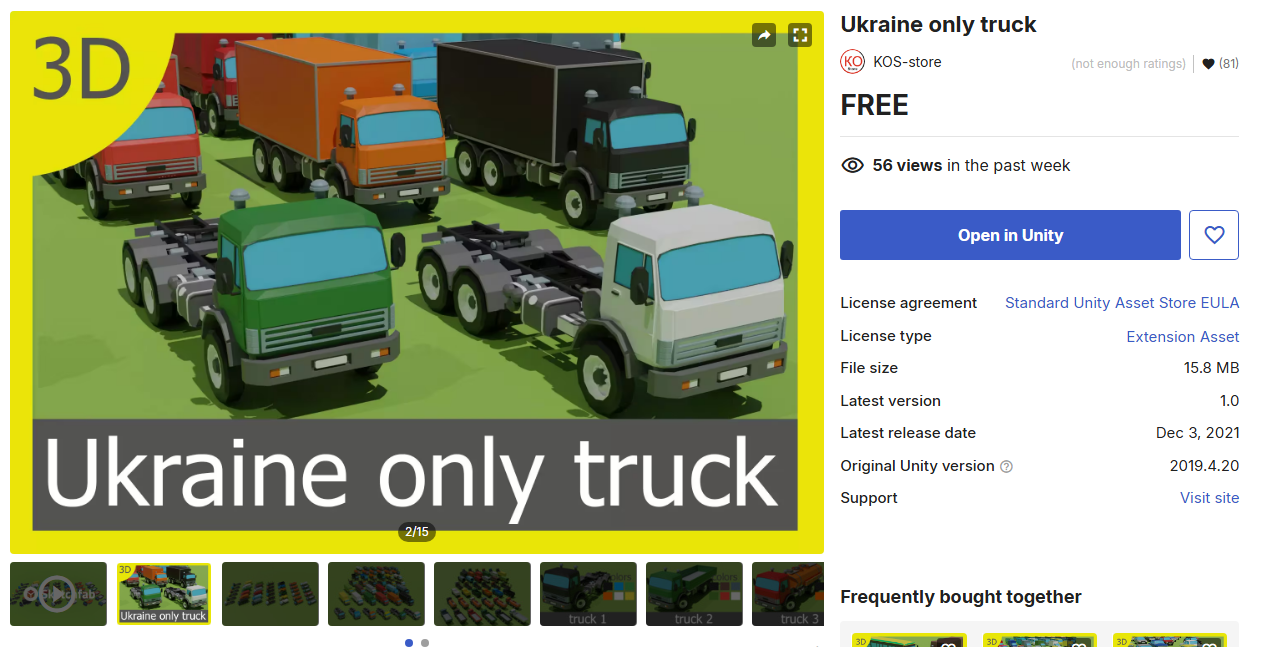 3D
Ukraine only truck
2/15
Sketchfab
3D
Ukraine only truck
truck 1
truck 2
truck 3
Ukraine only truck
KO
KOS-store
(not enough ratings)
(81)
FREE
56 views in the past week
Open in Unity
License agreement Standard Unity Asset Store EULA
License type Extension Asset
File size 15.8 MB
Latest version 1.0
Latest release date Dec 3, 2021
Original Unity version ? 2019.4.20
Support Visit site
Frequently bought together
3D
3D
3D